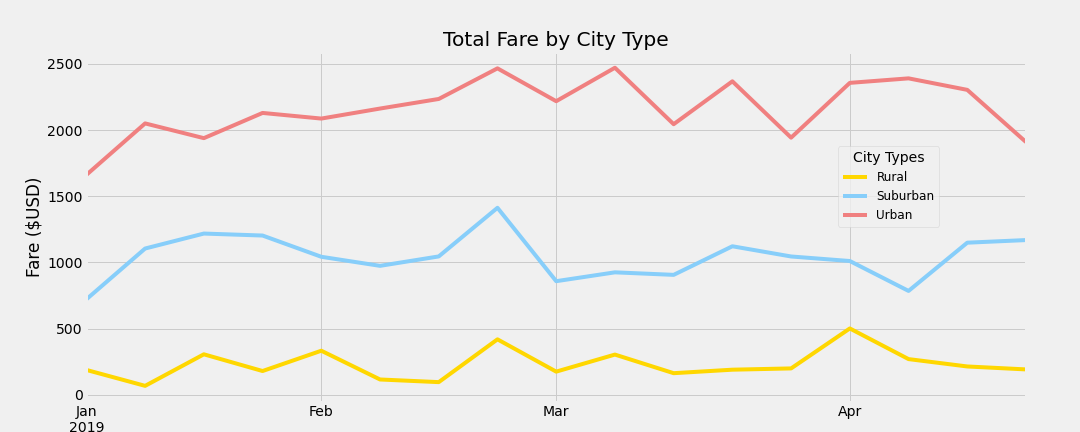 Total Fare by City Type
Fare ($USD)
2500
2000
1500
1000
500
0
City Types
Rural
Suburban
Urban
Jan Feb Mar Apr
2019